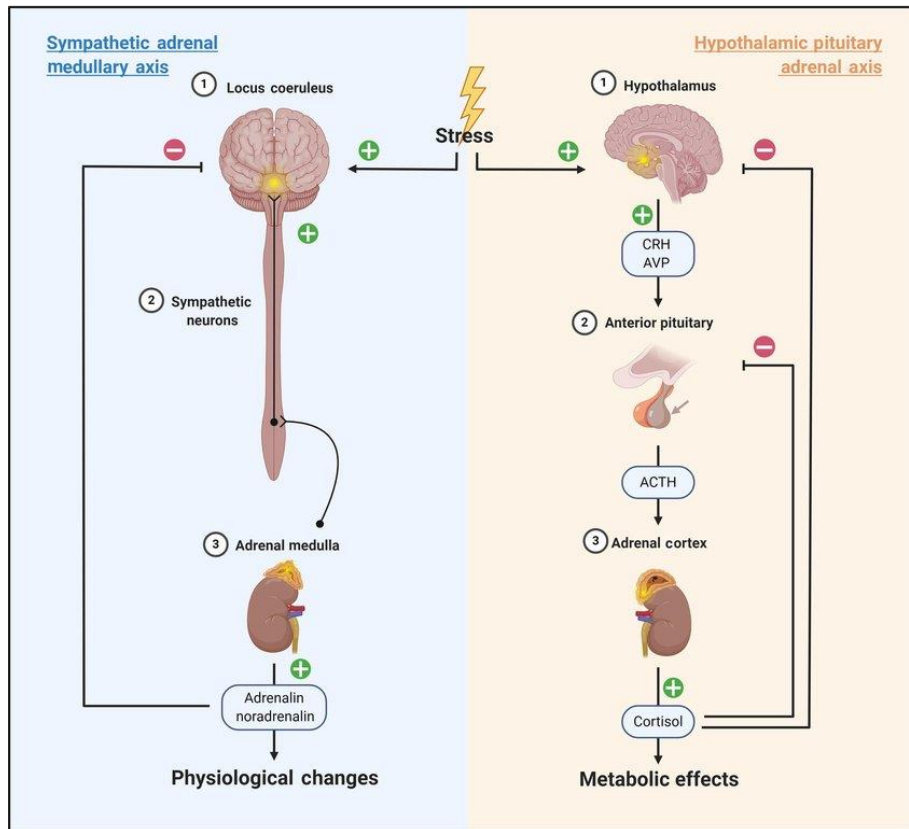 Sympathetic adrenal
medullary axis
1 Locus coeruleus
2 Sympathetic
neurons
3 Adrenal medulla
Adrenalin
noradrenalin
Physiological changes
Stress
Hypothalamic pituitary
adrenal axis
1 Hypothalamus
CRH
AVP
2 Anterior pituitary
ACTH
3 Adrenal cortex
Cortisol
Metabolic effects